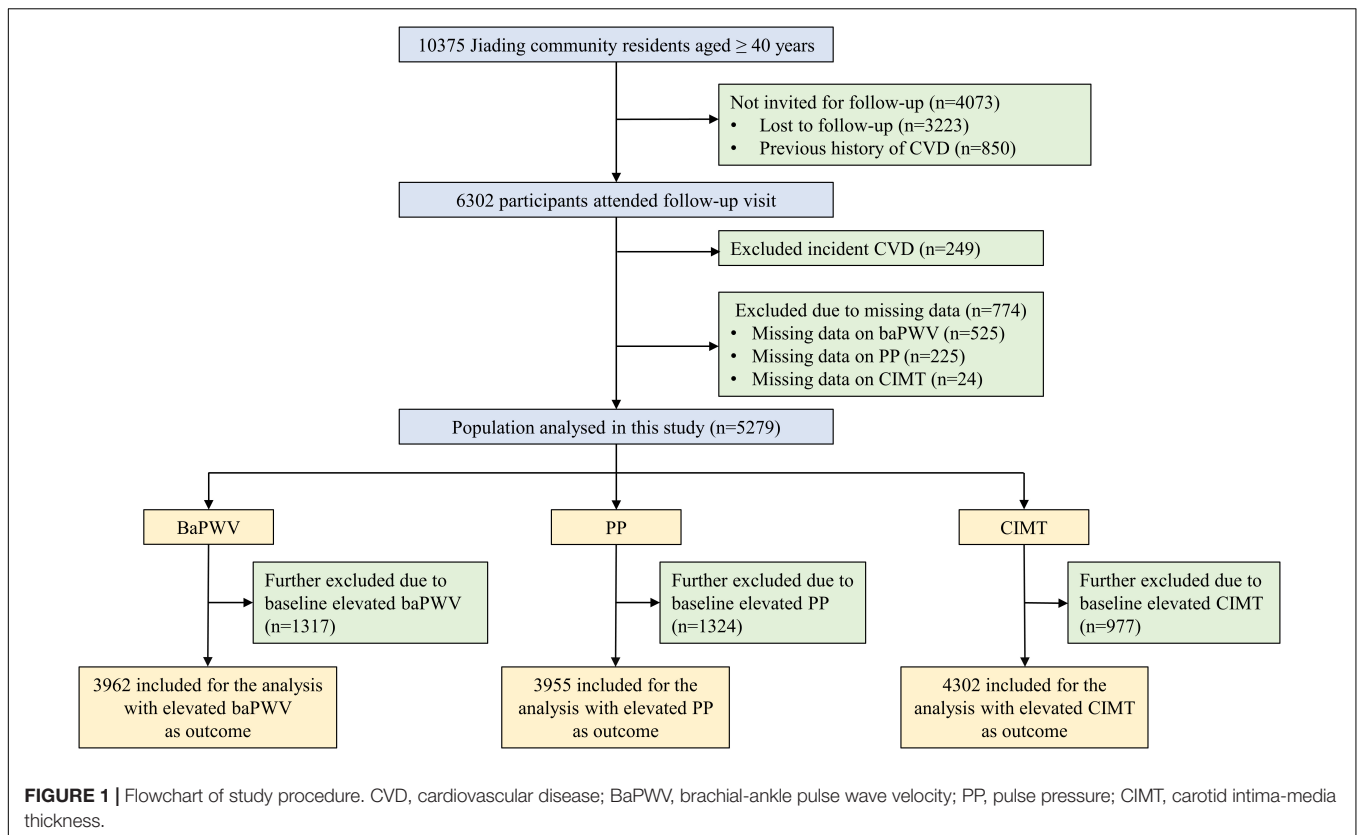 10375 Jiading community residents aged ≥ 40 years
Not invited for follow-up (n=4073)
• Lost to follow-up (n=3223)
• Previous history of CVD (n=850)
6302 participants attended follow-up visit
Excluded incident CVD (n=249)
Excluded due to missing data (n=774)
• Missing data on baPWV (n=525)
• Missing data on PP (n=225)
• Missing data on CIMT (n=24)
Population analysed in this study (n=5279)
BaPWV
PP
CIMT
Further excluded due to
baseline elevated baPWV
(n=1317)
Further excluded due to
baseline elevated PP
(n=1324)
Further excluded due to
baseline elevated CIMT
(n=977)
3962 included for the analysis
with elevated baPWV
as outcome
3955 included for the
analysis with elevated PP
as outcome
4302 included for the
analysis with elevated CIMT
as outcome
FIGURE 1 | Flowchart of study procedure. CVD, cardiovascular disease; BaPWV, brachial-ankle pulse wave velocity; PP, pulse pressure; CIMT, carotid intima-media
thickness.